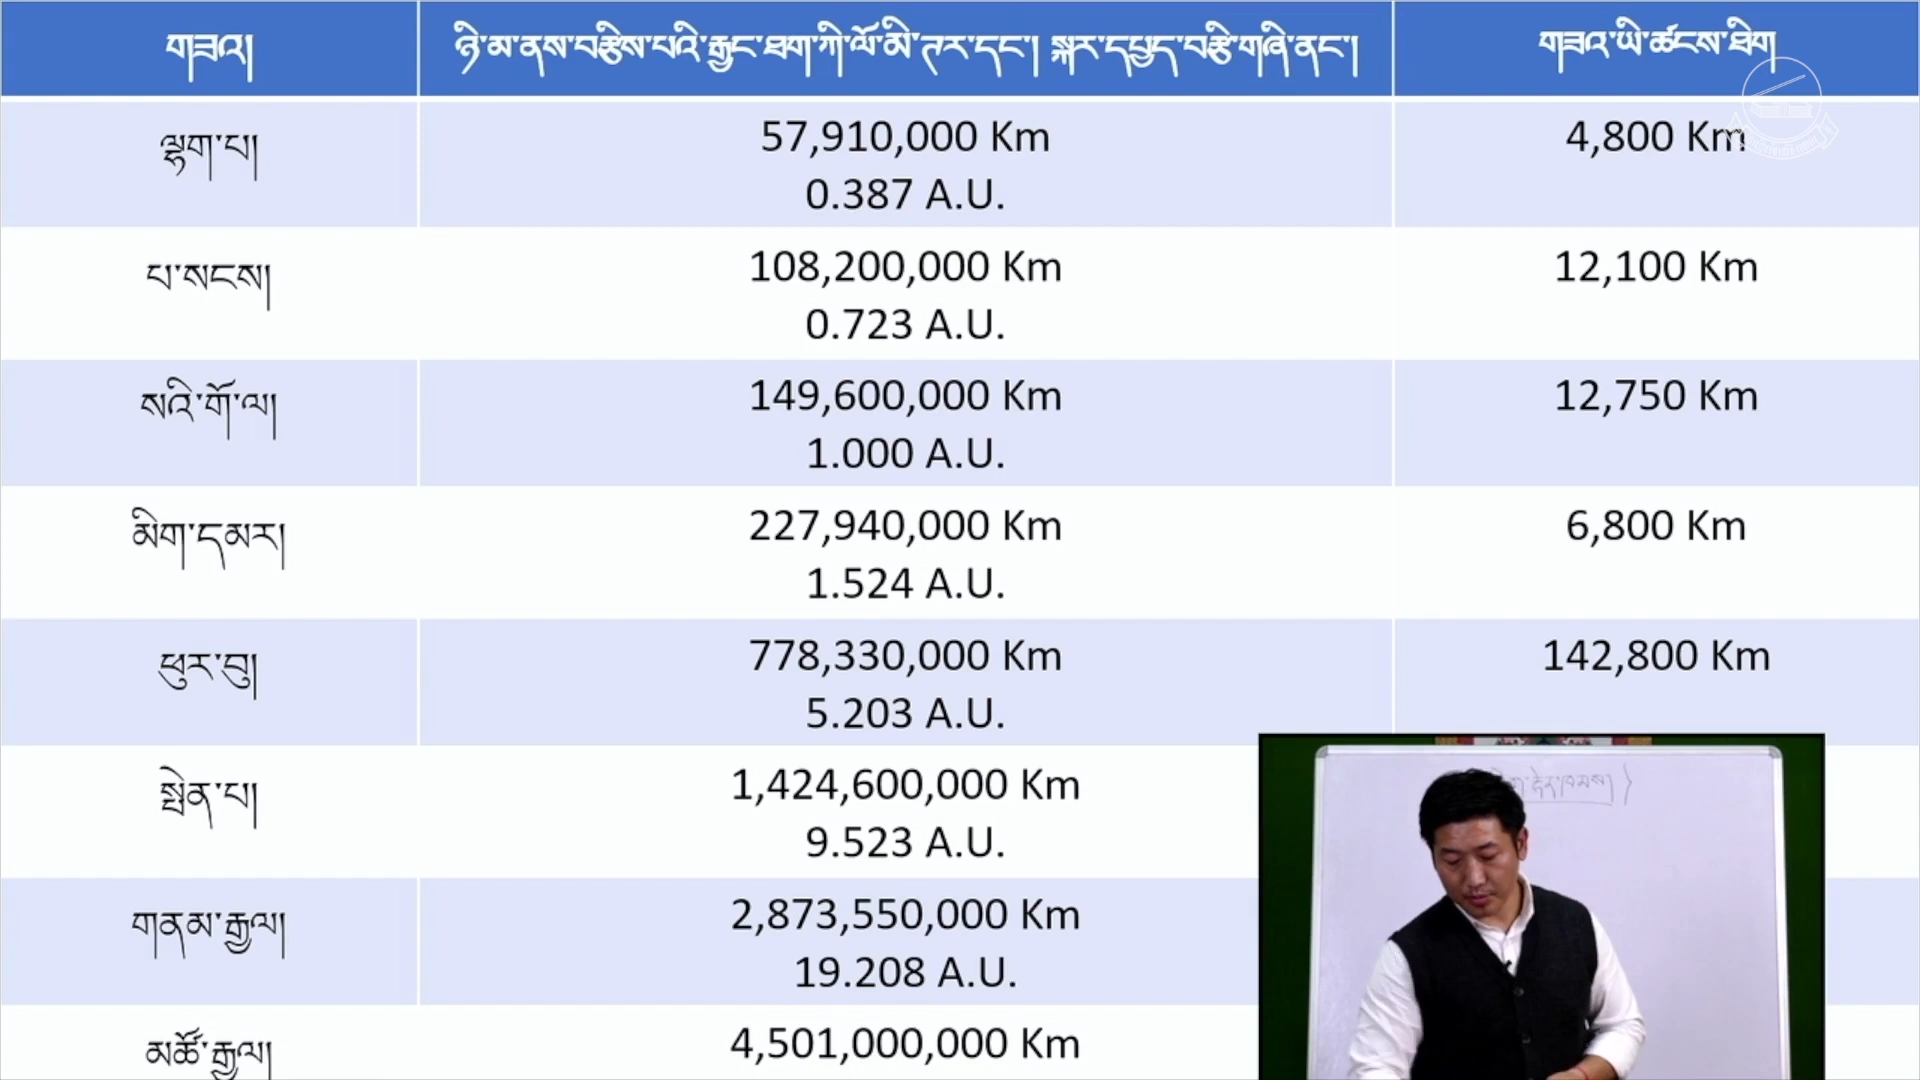 གཟའ། ཉི་མ་ནས་བརྩིས་པའི་རྒྱང་ཐག་ཀི་ལོ་མི་ཊར་དང་། སྐར་དཔྱད་བརྩི་གཞི་ནང་། གཟའ་ཡི་ཚངས་ཐིག
ལྷག་པ། 57,910,000 Km 4,800 Km
0.387 A.U.
པ་སངས། 108,200,000 Km 12,100 Km
0.723 A.U.
སའི་གོ་ལ། 149,600,000 Km 12,750 Km
1.000 A.U.
མིག་དམར། 227,940,000 Km 6,800 Km
1.524 A.U.
ཕུར་བུ། 778,330,000 Km 142,800 Km
5.203 A.U.
སྤེན་པ། 1,424,600,000 Km
9.523 A.U.
གནམ་རྒྱལ། 2,873,550,000 Km
19.208 A.U.
མཚོ་རྒྱལ། 4,501,000,000 Km